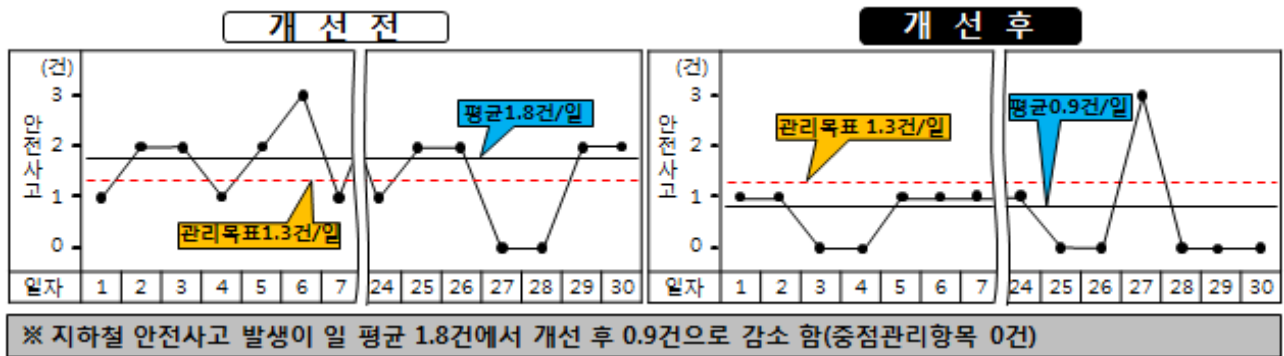 개 선 전
개 선 후
(건)
3
2
1
0
안전사고
평균1.8건/일
관리목표1.3건/일
일자 1 2 3 4 5 6 7 24 25 26 27 28 29 30
(건)
3
2
1
0
안전사고
관리목표 1.3건/일
평균0.9건/일
일자 1 2 3 4 5 6 7 24 25 26 27 28 29 30
※ 지하철 안전사고 발생이 일 평균 1.8건에서 개선 후 0.9건으로 감소 함(중점관리항목 0건)